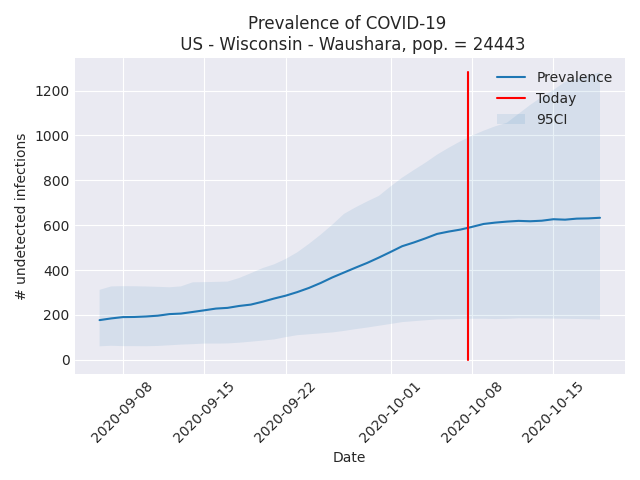 Prevalence of COVID-19
US - Wisconsin - Waushara, pop. = 24443
Prevalence
Today
95CI
1200
1000
800
600
400
200
0
# undetected infections
2020-09-08
2020-09-15
2020-09-22
2020-10-01
2020-10-08
2020-10-15
Date